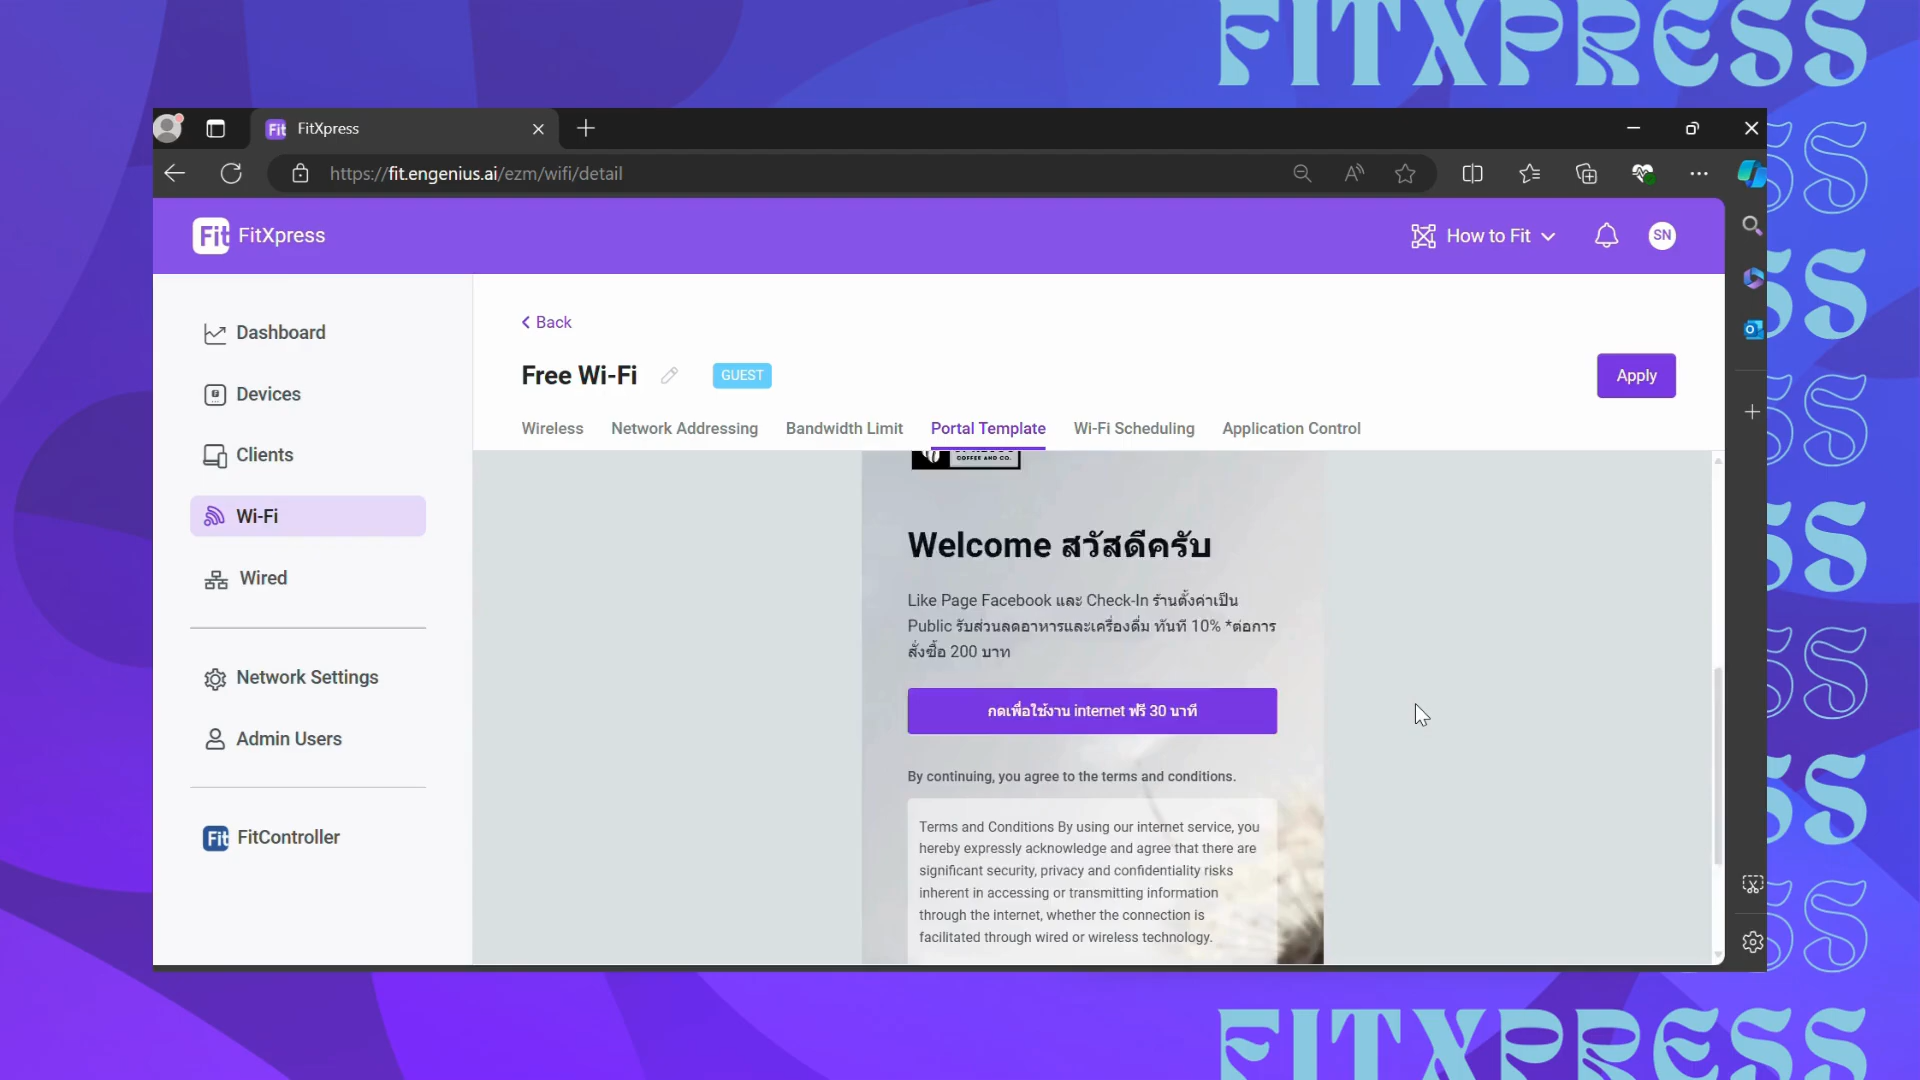 FITXPRESS
FitXpress
https://fit.engenius.ai/ezm/wifi/detail
Fit FitXpress
How to Fit
SN
Dashboard
Devices
Clients
Wi-Fi
Wired
Network Settings
Admin Users
Fit FitController
Back
Free Wi-Fi
GUEST
Apply
Wireless
Network Addressing
Bandwidth Limit
Portal Template
Wi-Fi Scheduling
Application Control
COFFEE AND CO.
Welcome สวัสดีครับ
Like Page Facebook และ Check-In ร้านตั้งค่าเป็น
Public รับส่วนลดอาหารและเครื่องดื่ม ทันที 10% *ต่อการ
สั่งซื้อ 200 บาท
กดเพื่อใช้งาน internet ฟรี 30 นาที
By continuing, you agree to the terms and conditions.
Terms and Conditions By using our internet service, you
hereby expressly acknowledge and agree that there are
significant security, privacy and confidentiality risks
inherent in accessing or transmitting information
through the internet, whether the connection is
facilitated through wired or wireless technology.
FITXPRESS